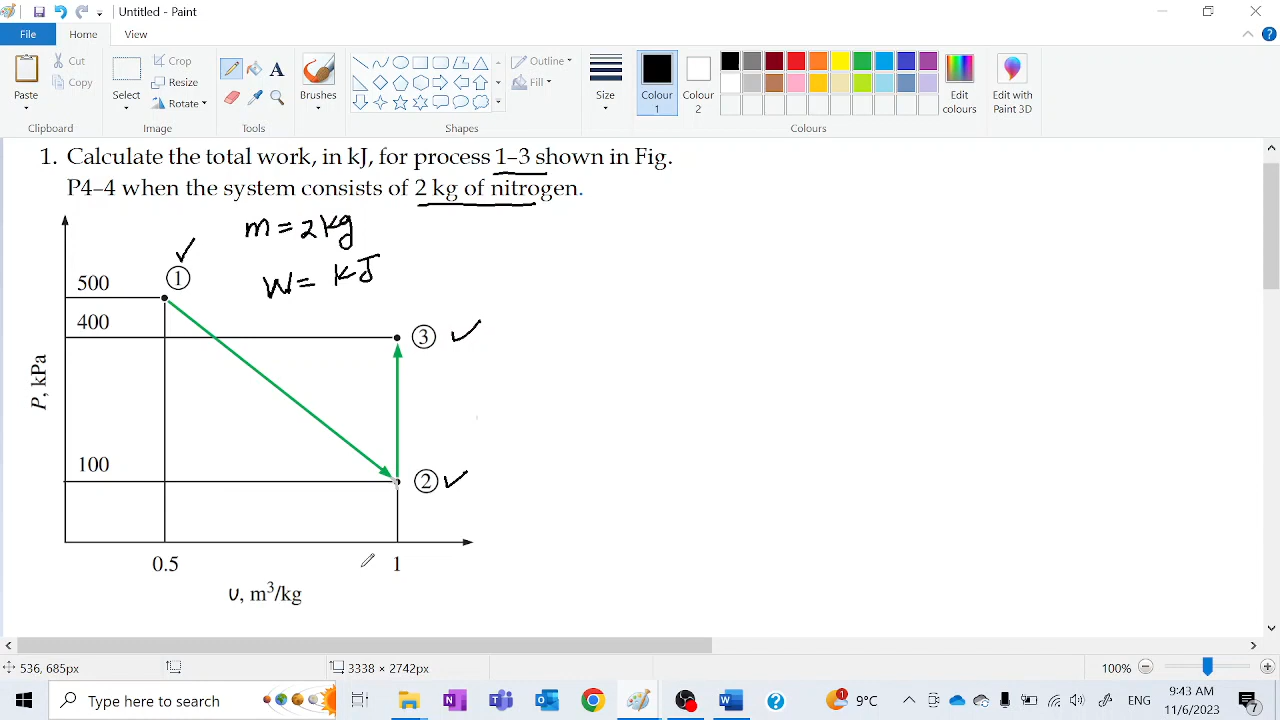 Untitled - Paint
File
Home
View
Paste
Cut
Copy
Clipboard
Select
Crop
Resize
Rotate
Image
Tools
Brushes
Shapes
Outline
Fill
Size
Colour 1
Colour 2
Edit colours
Colours
Edit with Paint 3D
1. Calculate the total work, in kJ, for process 1–3 shown in Fig.
P4–4 when the system consists of 2 kg of nitrogen.
m = 2 kg
W = kJ
1
500
400
3
P, kPa
100
2
0.5
1
υ, m³/kg
536, 685px
3338 × 2742px
100%
Type here to search
1
9°C
ENG
3:43 AM
11/6/2023
7